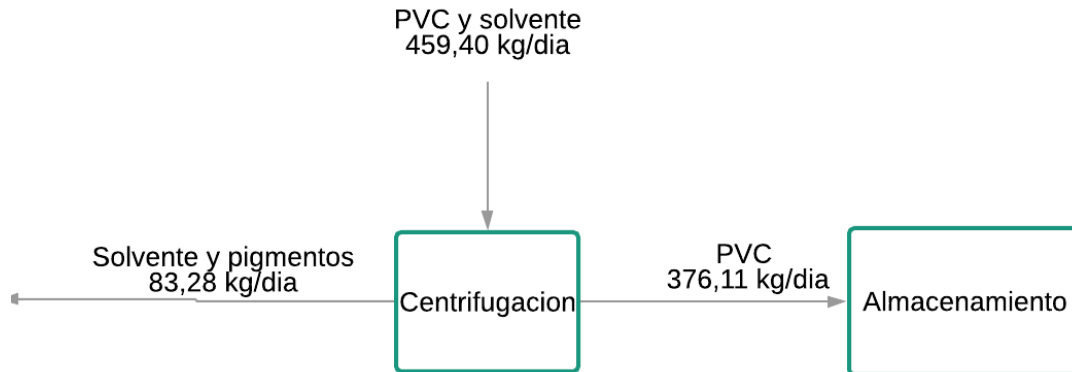 PVC y solvente
459,40 kg/dia
Solvente y pigmentos
83,28 kg/dia
Centrifugacion
PVC
376,11 kg/dia
Almacenamiento